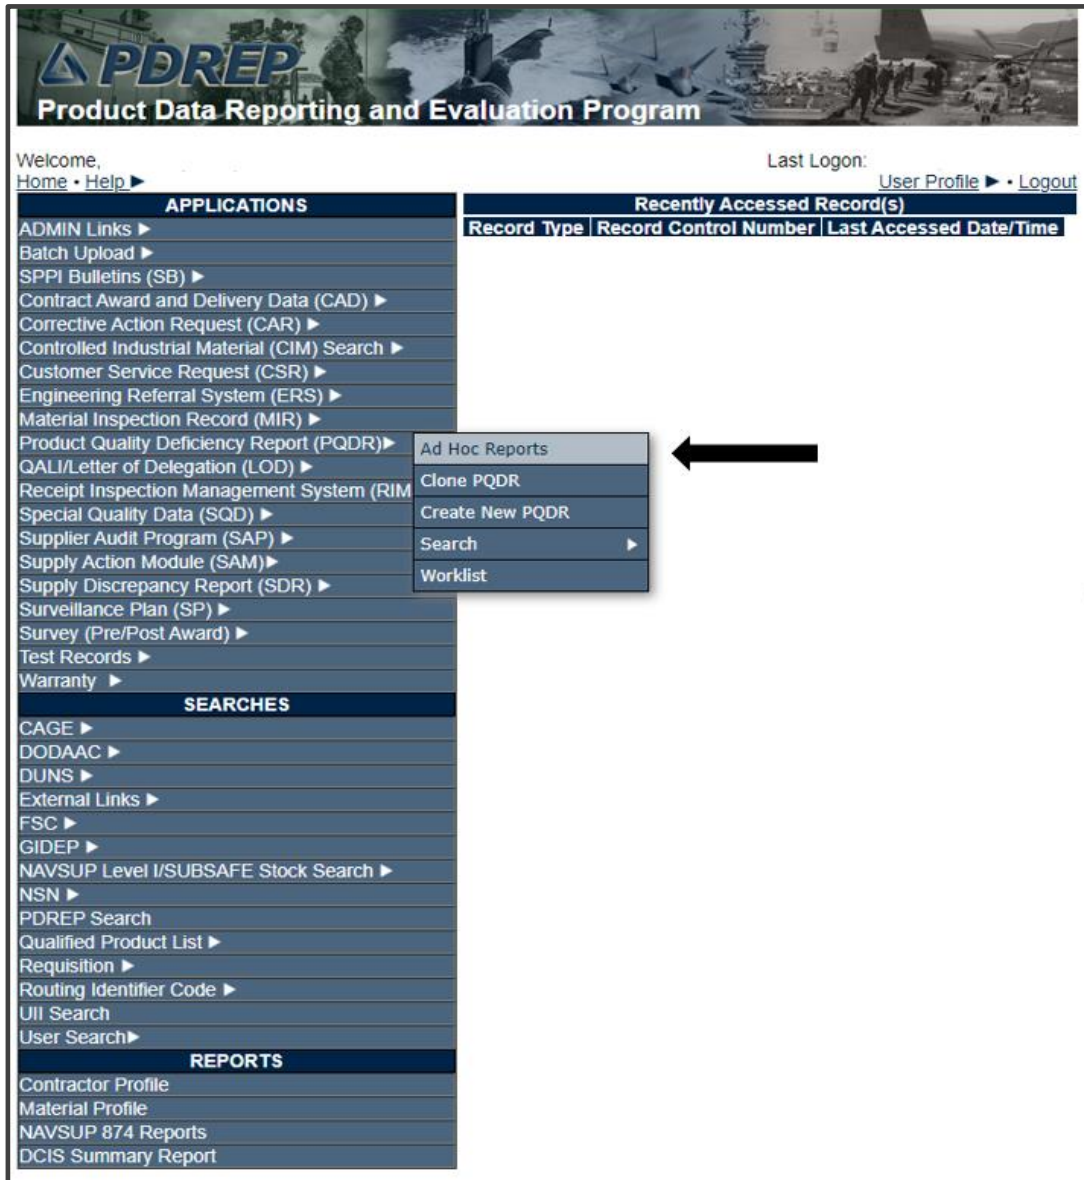 PDREP
Product Data Reporting and Evaluation Program
Welcome,
Last Logon:
Home • Help ▶
User Profile ▶ • Logout
APPLICATIONS
ADMIN Links ▶
Batch Upload ▶
SPPI Bulletins (SB) ▶
Contract Award and Delivery Data (CAD) ▶
Corrective Action Request (CAR) ▶
Controlled Industrial Material (CIM) Search ▶
Customer Service Request (CSR) ▶
Engineering Referral System (ERS) ▶
Material Inspection Record (MIR) ▶
Product Quality Deficiency Report (PQDR)▶
QALI/Letter of Delegation (LOD) ▶
Receipt Inspection Management System (RIM
Special Quality Data (SQD) ▶
Supplier Audit Program (SAP) ▶
Supply Action Module (SAM)▶
Supply Discrepancy Report (SDR) ▶
Surveillance Plan (SP) ▶
Survey (Pre/Post Award) ▶
Test Records ▶
Warranty ▶
SEARCHES
CAGE ▶
DODAAC ▶
DUNS ▶
External Links ▶
FSC ▶
GIDEP ▶
NAVSUP Level I/SUBSAFE Stock Search ▶
NSN ▶
PDREP Search
Qualified Product List ▶
Requisition ▶
Routing Identifier Code ▶
UII Search
User Search▶
REPORTS
Contractor Profile
Material Profile
NAVSUP 874 Reports
DCIS Summary Report
Ad Hoc Reports
Clone PQDR
Create New PQDR
Search ▶
Worklist
Recently Accessed Record(s)
Record Type Record Control Number Last Accessed Date/Time